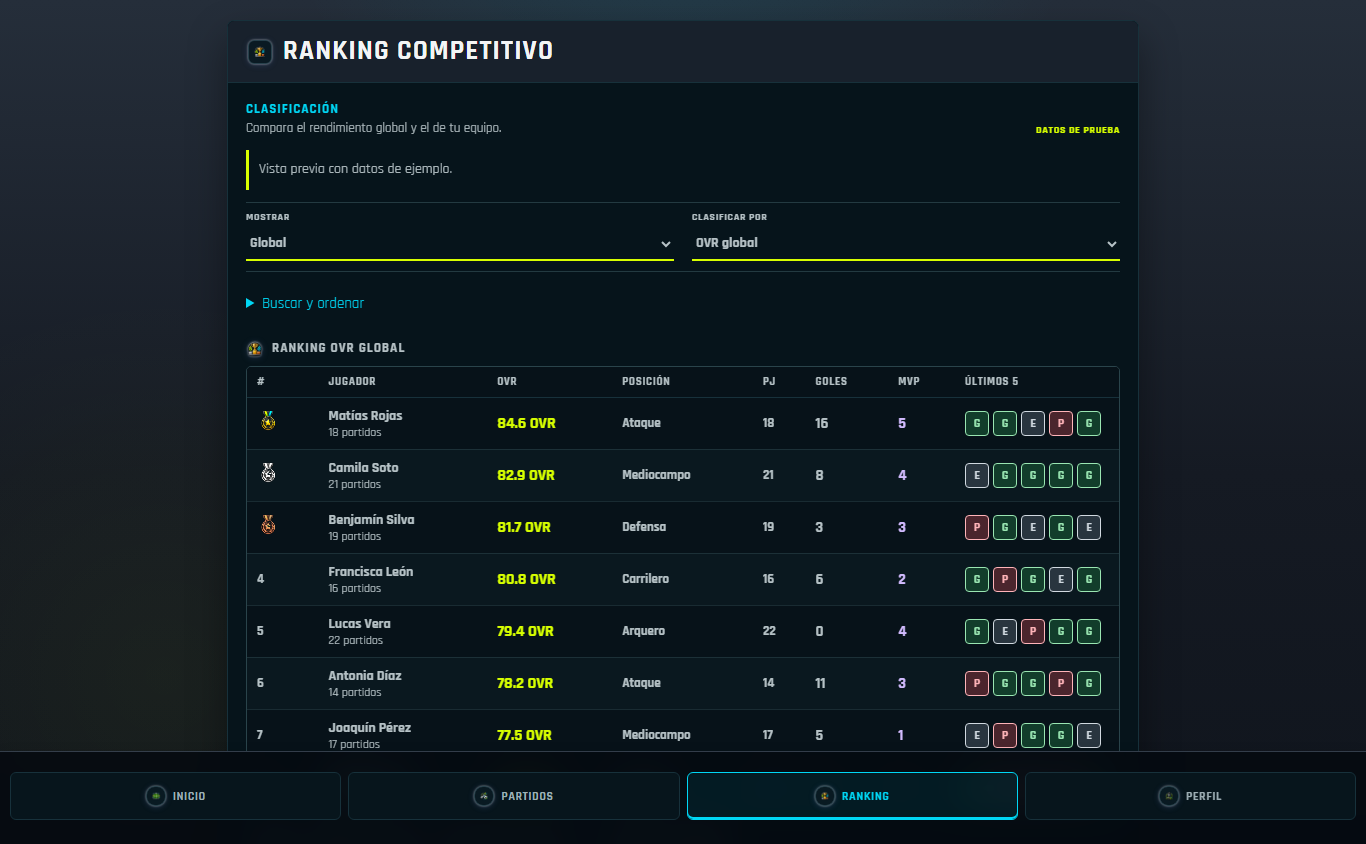 RANKING COMPETITIVO
CLASIFICACIÓN
Compara el rendimiento global y el de tu equipo.
DATOS DE PRUEBA
Vista previa con datos de ejemplo.
MOSTRAR
CLASIFICAR POR
Global
OVR global
Buscar y ordenar
RANKING OVR GLOBAL
# JUGADOR OVR POSICIÓN PJ GOLES MVP ÚLTIMOS 5
Matías Rojas
18 partidos
84.6 OVR Ataque 18 16 5 G G E P G
Camila Soto
21 partidos
82.9 OVR Mediocampo 21 8 4 E G G G G
Benjamín Silva
19 partidos
81.7 OVR Defensa 19 3 3 P G E G E
4 Francisca León
16 partidos
80.8 OVR Carrilero 16 6 2 G P G E G
5 Lucas Vera
22 partidos
79.4 OVR Arquero 22 0 4 G E P G G
6 Antonia Díaz
14 partidos
78.2 OVR Ataque 14 11 3 P G G P G
7 Joaquín Pérez
17 partidos
77.5 OVR Mediocampo 17 5 1 E P G G E
INICIO
PARTIDOS
RANKING
PERFIL